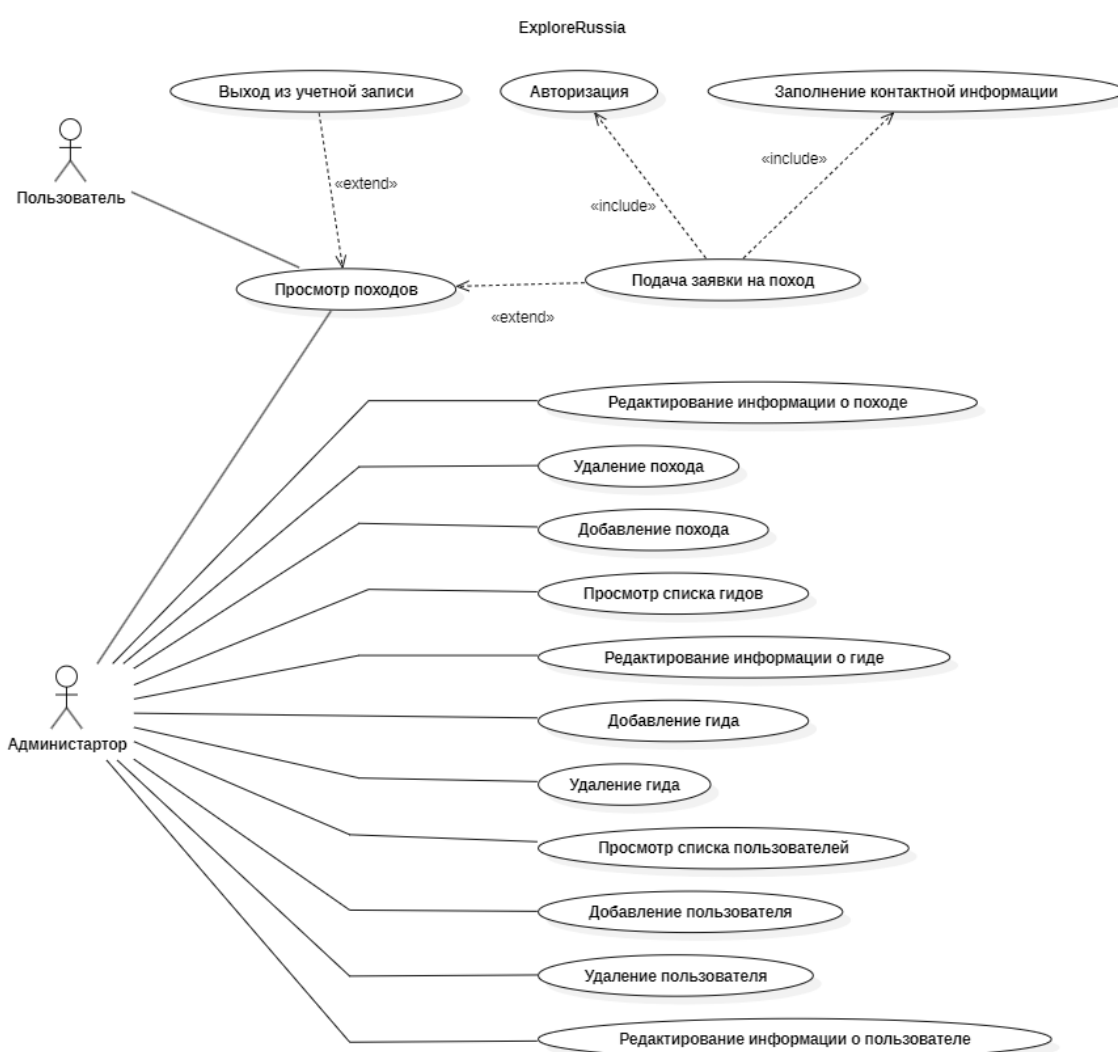 ExploreRussia
Выход из учетной записи
Авторизация
Заполнение контактной информации
Пользователь
«extend»
«include»
«include»
Просмотр походов
Подача заявки на поход
«extend»
Редактирование информации о походе
Удаление похода
Добавление похода
Просмотр списка гидов
Редактирование информации о гиде
Добавление гида
Администартор
Удаление гида
Просмотр списка пользователей
Добавление пользователя
Удаление пользователя
Редактирование информации о пользователе